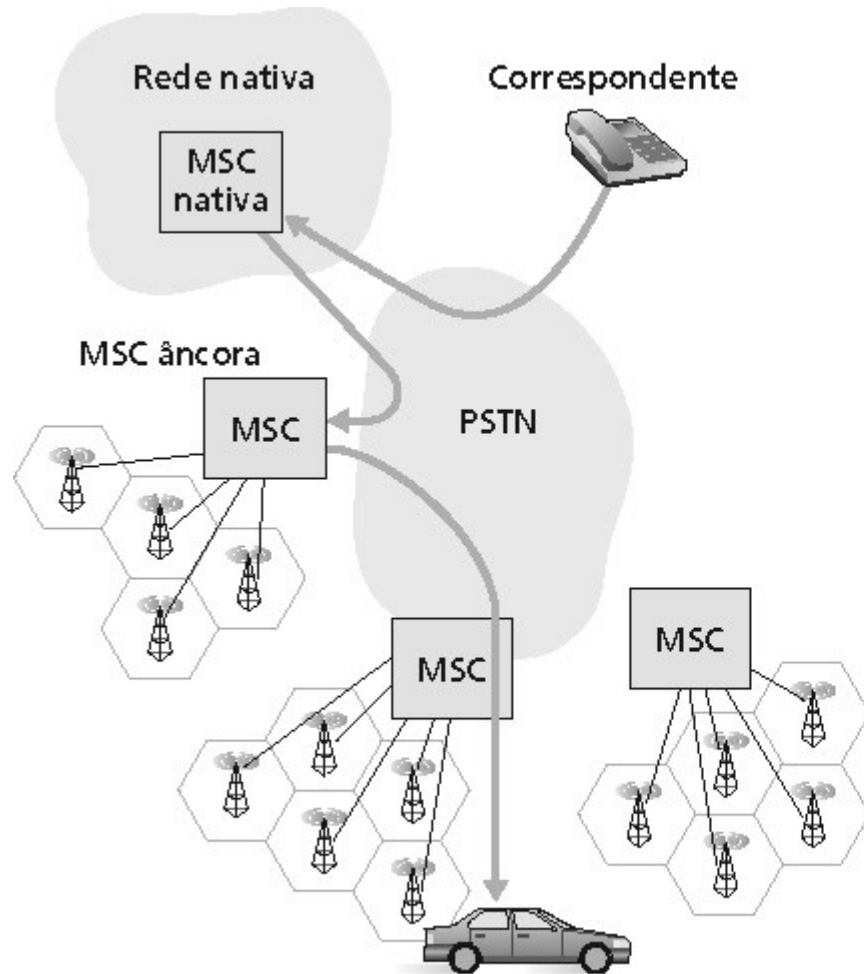 Rede nativa
Correspondente
MSC
nativa
MSC âncora
MSC
PSTN
MSC
MSC